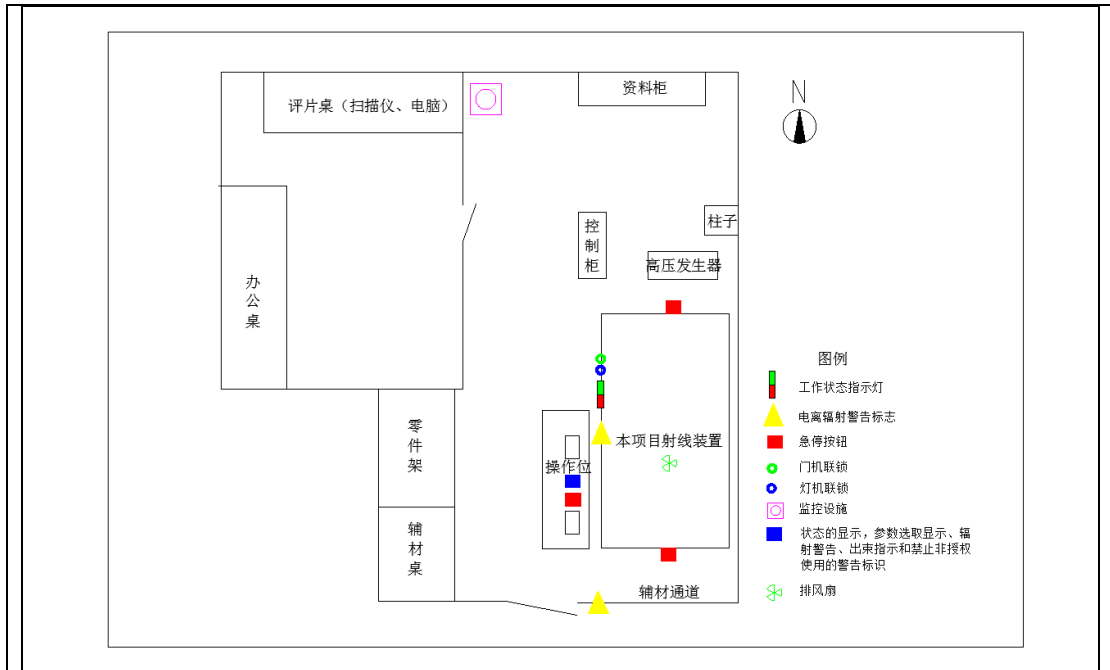 评片桌（扫描仪、电脑）
资料柜
N
柱子
控制柜
高压发生器
办公桌
图例
工作状态指示灯
电离辐射警告标志
急停按钮
门机联锁
灯机联锁
监控设施
状态的显示，参数选取显示、辐
射警告、出束指示和禁止非授权
使用的警告标识
排风扇
零件架
操作位
本项目射线装置
辅材桌
辅材通道